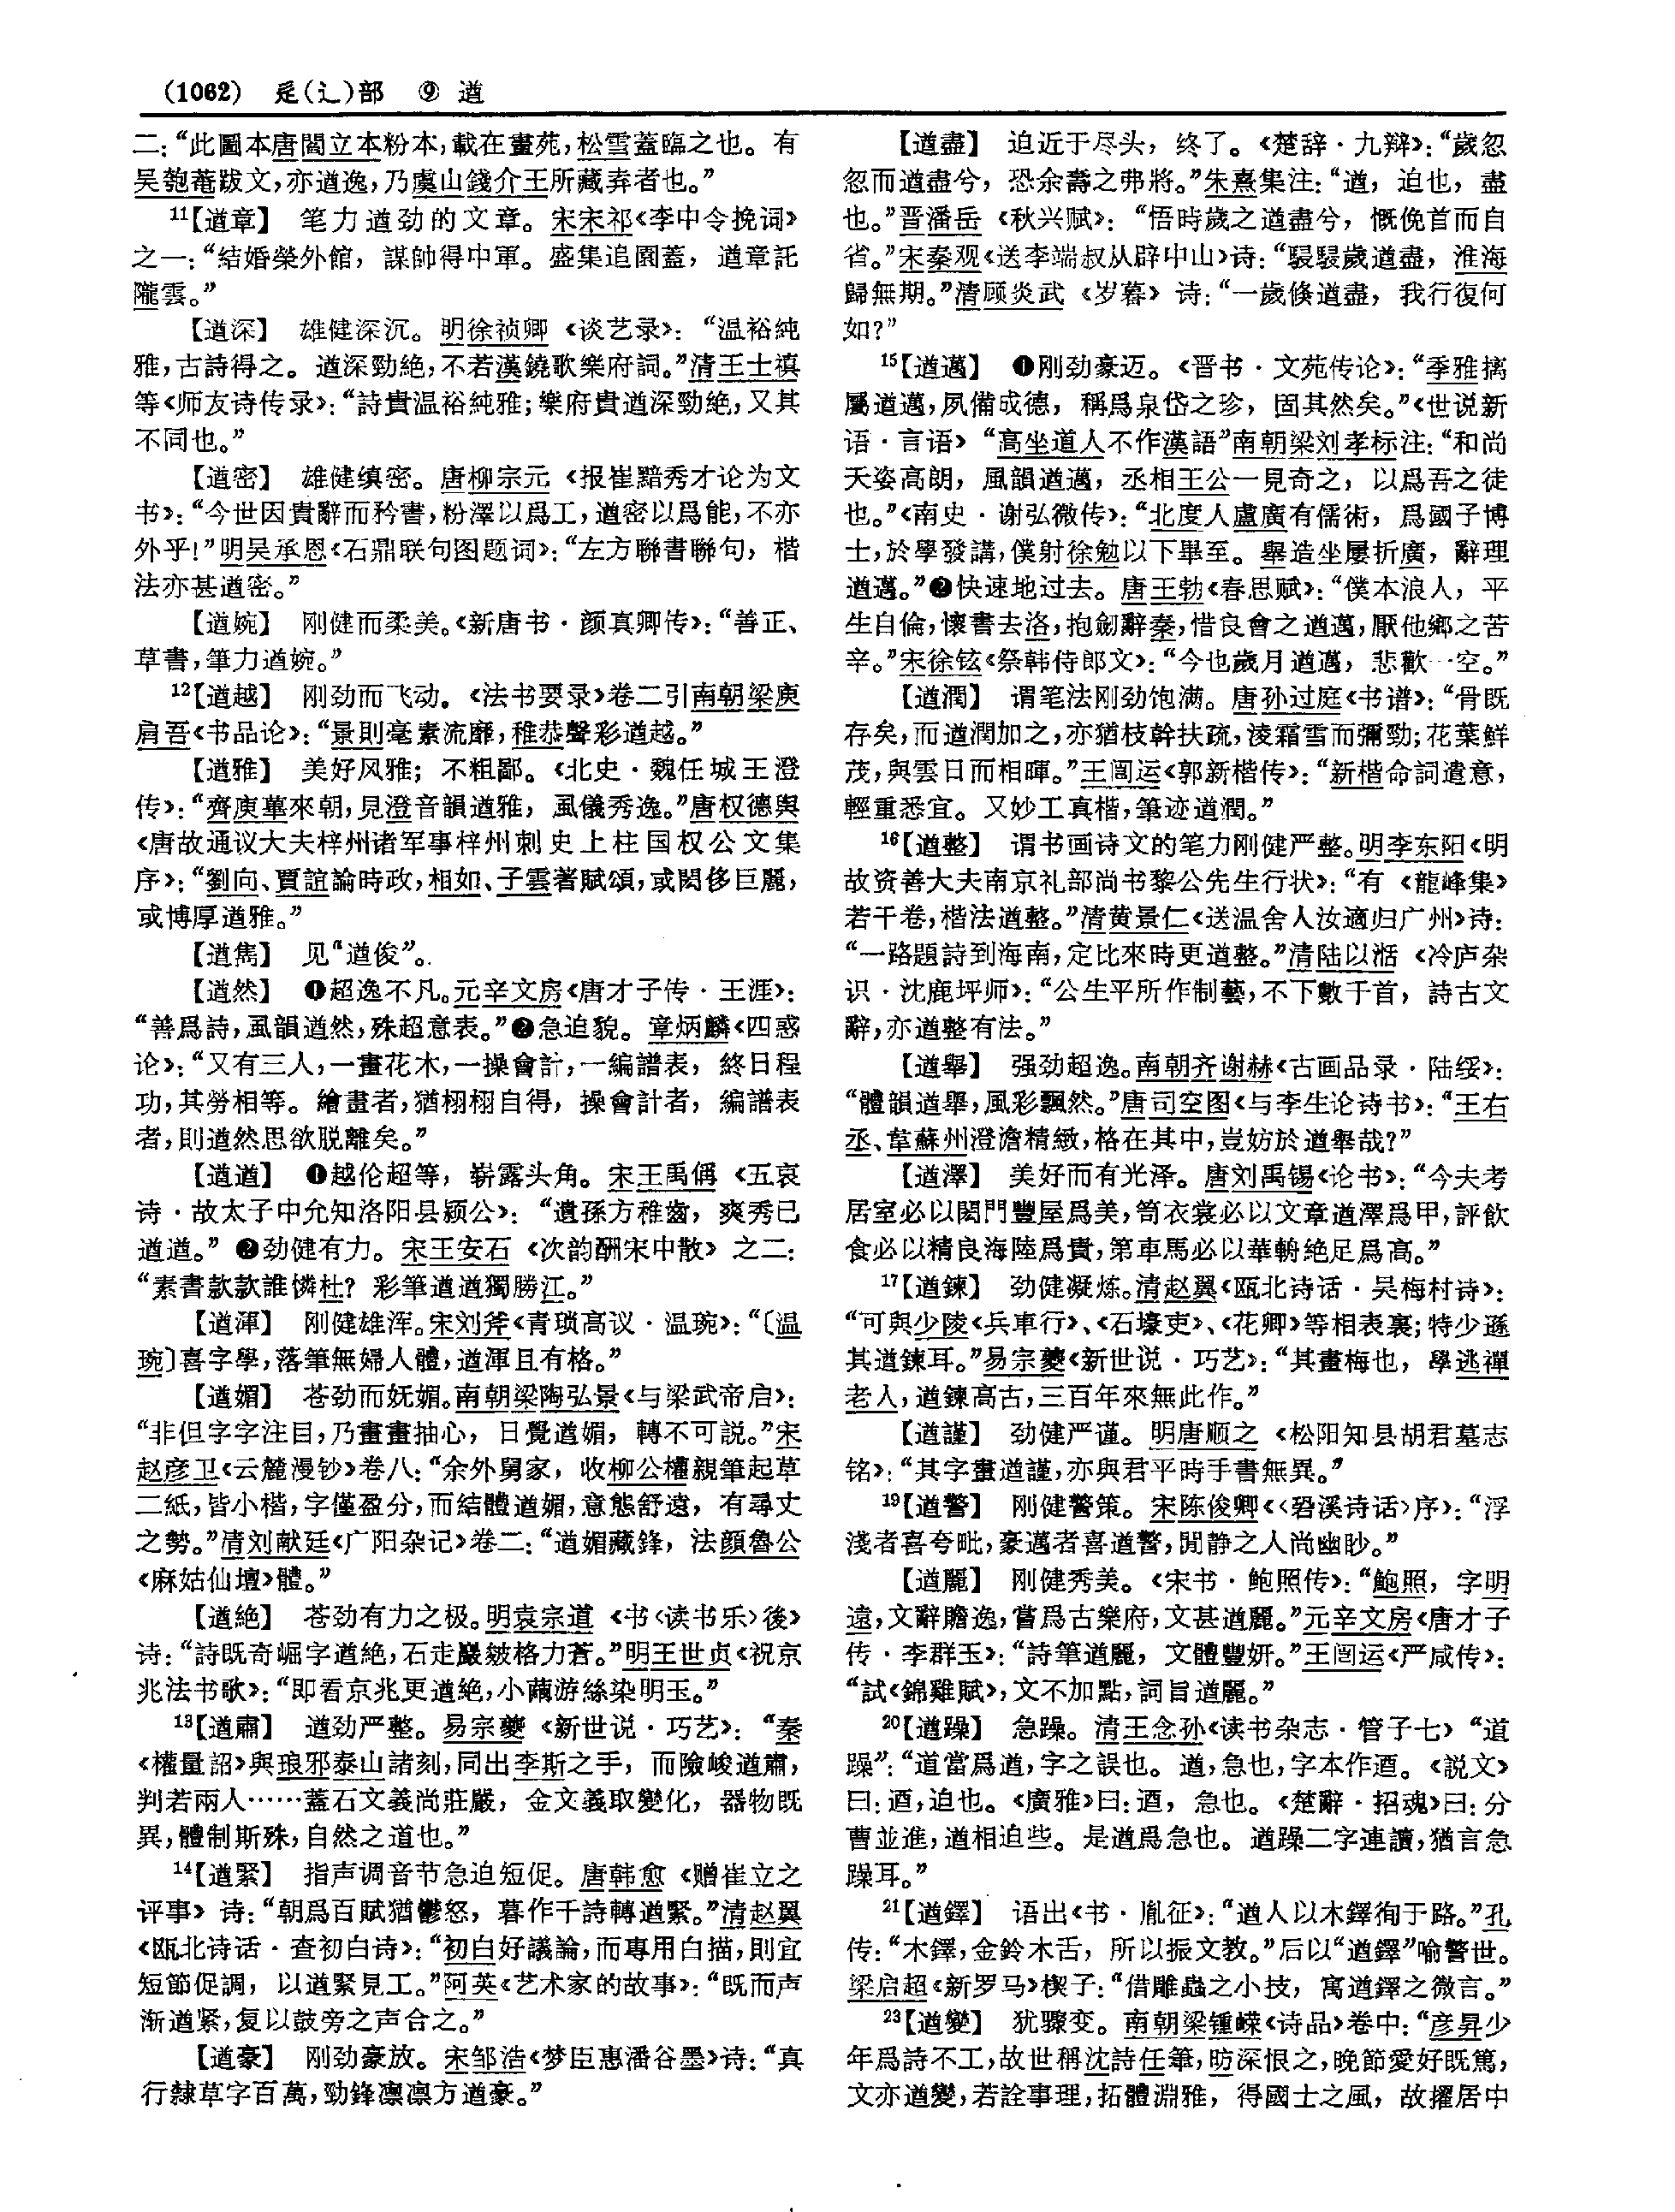 (1062) 辵(辶)部 ⑨ 遒
二：“此圖本唐閻立本粉本，載在畫苑，松雪蓋臨之也。有
吴匏菴跋文，亦遒逸，乃虞山錢介王所藏弆者也。”
11【遒章】 笔力遒劲的文章。宋宋祁《李中令挽词》
之一：“結婚榮外館，謀帥得中軍。盛集追園蓋，遒章託
隴雲。”
【遒深】 雄健深沉。明徐祯卿《谈艺录》：“温裕純
雅，古詩得之。遒深勁絶，不若漢鐃歌樂府詞。”清王士禛
等《师友诗传录》：“詩貴温裕純雅；樂府貴遒深勁絶，又其
不同也。”
【遒密】 雄健缜密。唐柳宗元《报崔黯秀才论为文
书》：“今世因貴辭而矜書，粉澤以爲工，遒密以爲能，不亦
外乎！”明吴承恩《石鼎联句图题词》：“左方聯書聯句，楷
法亦甚遒密。”
【遒婉】 刚健而柔美。《新唐书·颜真卿传》：“善正、
草書，筆力遒婉。”
12【遒越】 刚劲而飞动。《法书要录》卷二引南朝梁庾
肩吾《书品论》：“景則毫素流靡，稚恭聲彩遒越。”
【遒雅】 美好风雅；不粗鄙。《北史·魏任城王澄
传》：“齊庾蓽來朝，見澄音韻遒雅，風儀秀逸。”唐权德舆
《唐故通议大夫梓州诸军事梓州刺史上柱国权公文集
序》：“劉向、賈誼論時政，相如、子雲著賦頌，或閎侈巨麗，
或博厚遒雅。”
【遒雋】 见“遒俊”。
【遒然】 ❶超逸不凡。元辛文房《唐才子传·王涯》：
“善爲詩，風韻遒然，殊超意表。”❷急迫貌。章炳麟《四惑
论》：“又有三人，一畫花木，一操會計，一編譜表，終日程
功，其勞相等。繪畫者，猶栩栩自得，操會計者，編譜表
者，則遒然思欲脱離矣。”
【遒遒】 ❶越伦超等，崭露头角。宋王禹偁《五哀
诗·故太子中允知洛阳县颍公》：“遺孫方稚齒，爽秀已
遒遒。”❷劲健有力。宋王安石《次韵酬宋中散》之二：
“素書款款誰憐杜？彩筆遒遒獨勝江。”
【遒渾】 刚健雄浑。宋刘斧《青琐高议·温琬》：“〔温
琬〕喜字學，落筆無婦人體，遒渾且有格。”
【遒媚】 苍劲而妩媚。南朝梁陶弘景《与梁武帝启》：
“非但字字注目，乃畫畫抽心，日覺遒媚，轉不可説。”宋
赵彦卫《云麓漫钞》卷八：“余外舅家，收柳公權親筆起草
二紙，皆小楷，字僅盈分，而結體遒媚，意態舒遠，有尋丈
之勢。”清刘献廷《广阳杂记》卷二：“遒媚藏鋒，法顔魯公
《麻姑仙壇》體。”
【遒絶】 苍劲有力之极。明袁宗道《书〈读书乐〉後》
诗：“詩既奇崛字遒絶，石走巖皴格力蒼。”明王世贞《祝京
兆法书歌》：“即看京兆更遒絶，小繭游絲染明玉。”
13【遒肅】 遒劲严整。易宗夔《新世说·巧艺》：“秦
《權量詔》與琅邪泰山諸刻，同出李斯之手，而險峻遒肅，
判若兩人……蓋石文義尚莊嚴，金文義取變化，器物既
異，體制斯殊，自然之道也。”
14【遒緊】 指声调音节急迫短促。唐韩愈《赠崔立之
评事》诗：“朝爲百賦猶鬱怒，暮作千詩轉遒緊。”清赵翼
《瓯北诗话·查初白诗》：“初白好議論，而專用白描，則宜
短節促調，以遒緊見工。”阿英《艺术家的故事》：“既而声
渐遒紧，复以鼓旁之声合之。”
【遒豪】 刚劲豪放。宋邹浩《梦臣惠潘谷墨》诗：“真
行隸草字百萬，勁鋒凛凛方遒豪。”
【遒盡】 迫近于尽头，终了。《楚辞·九辩》：“歲忽
忽而遒盡兮，恐余壽之弗將。”朱熹集注：“遒，迫也，盡
也。”晋潘岳《秋兴赋》：“悟時歲之遒盡兮，慨俛首而自
省。”宋秦观《送李端叔从辟中山》诗：“駸駸歲遒盡，淮海
歸無期。”清顾炎武《岁暮》诗：“一歲倏遒盡，我行復何
如？”
15【遒邁】 ❶刚劲豪迈。《晋书·文苑传论》：“季雅摛
屬遒邁，夙備成德，稱爲泉岱之珍，固其然矣。”《世说新
语·言语》“高坐道人不作漢語”南朝梁刘孝标注：“和尚
天姿高朗，風韻遒邁，丞相王公一見奇之，以爲吾之徒
也。”《南史·谢弘微传》：“北度人盧廣有儒術，爲國子博
士，於學發講，僕射徐勉以下畢至。舉造坐屢折廣，辭理
遒邁。”❷快速地过去。唐王勃《春思赋》：“僕本浪人，平
生自倫，懷書去洛，抱劒辭秦，惜良會之遒邁，厭他鄉之苦
辛。”宋徐铉《祭韩侍郎文》：“今也歲月遒邁，悲歡一空。”
【遒潤】 谓笔法刚劲饱满。唐孙过庭《书谱》：“骨既
存矣，而遒潤加之，亦猶枝幹扶疏，淩霜雪而彌勁；花葉鮮
茂，與雲日而相暉。”王闿运《郭新楷传》：“新楷命詞遣意，
輕重悉宜。又妙工真楷，筆迹遒潤。”
16【遒整】 谓书画诗文的笔力刚健严整。明李东阳《明
故资善大夫南京礼部尚书黎公先生行状》：“有《龍峰集》
若干卷，楷法遒整。”清黄景仁《送温舍人汝適归广州》诗：
“一路題詩到海南，定比來時更遒整。”清陆以湉《冷庐杂
识·沈鹿坪师》：“公生平所作制藝，不下數千首，詩古文
辭，亦遒整有法。”
【遒舉】 强劲超逸。南朝齐谢赫《古画品录·陆绥》：
“體韻遒舉，風彩飄然。”唐司空图《与李生论诗书》：“王右
丞、韋蘇州澄澹精緻，格在其中，豈妨於遒舉哉？”
【遒澤】 美好而有光泽。唐刘禹锡《论书》：“今夫考
居室必以閎門豐屋爲美，笥衣裳必以文章遒澤爲甲，評飲
食必以精良海陸爲貴，第車馬必以華輈絶足爲高。”
17【遒鍊】 劲健凝炼。清赵翼《瓯北诗话·吴梅村诗》：
“可與少陵《兵車行》、《石壕吏》、《花卿》等相表裏；特少遜
其遒鍊耳。”易宗夔《新世说·巧艺》：“其畫梅也，學逃禪
老人，遒鍊高古，三百年來無此作。”
【遒謹】 劲健严谨。明唐顺之《松阳知县胡君墓志
铭》：“其字畫遒謹，亦與君平時手書無異。”
19【遒警】 刚健警策。宋陈俊卿《〈䂬溪诗话〉序》：“浮
淺者喜夸毗，豪邁者喜遒警，閒静之人尚幽眇。”
【遒麗】 刚健秀美。《宋书·鲍照传》：“鮑照，字明
遠，文辭贍逸，嘗爲古樂府，文甚遒麗。”元辛文房《唐才子
传·李群玉》：“詩筆遒麗，文體豐妍。”王闿运《严咸传》：
“試《錦雞賦》，文不加點，詞旨遒麗。”
20【遒躁】 急躁。清王念孙《读书杂志·管子七》“道
躁”：“道當爲遒，字之誤也。遒，急也，字本作逎。《説文》
曰：逎，迫也。《廣雅》曰：逎，急也。《楚辭·招魂》曰：分
曹並進，遒相迫些。是遒爲急也。遒躁二字連讀，猶言急
躁耳。”
21【遒鐸】 语出《书·胤征》：“遒人以木鐸徇于路。”孔
传：“木鐸，金鈴木舌，所以振文教。”后以“遒鐸”喻警世。
梁启超《新罗马》楔子：“借雕蟲之小技，寓遒鐸之微言。”
23【遒變】 犹骤变。南朝梁锺嵘《诗品》卷中：“彦昇少
年爲詩不工，故世稱沈詩任筆，昉深恨之，晚節愛好既篤，
文亦遒變，若詮事理，拓體淵雅，得國士之風，故擢居中